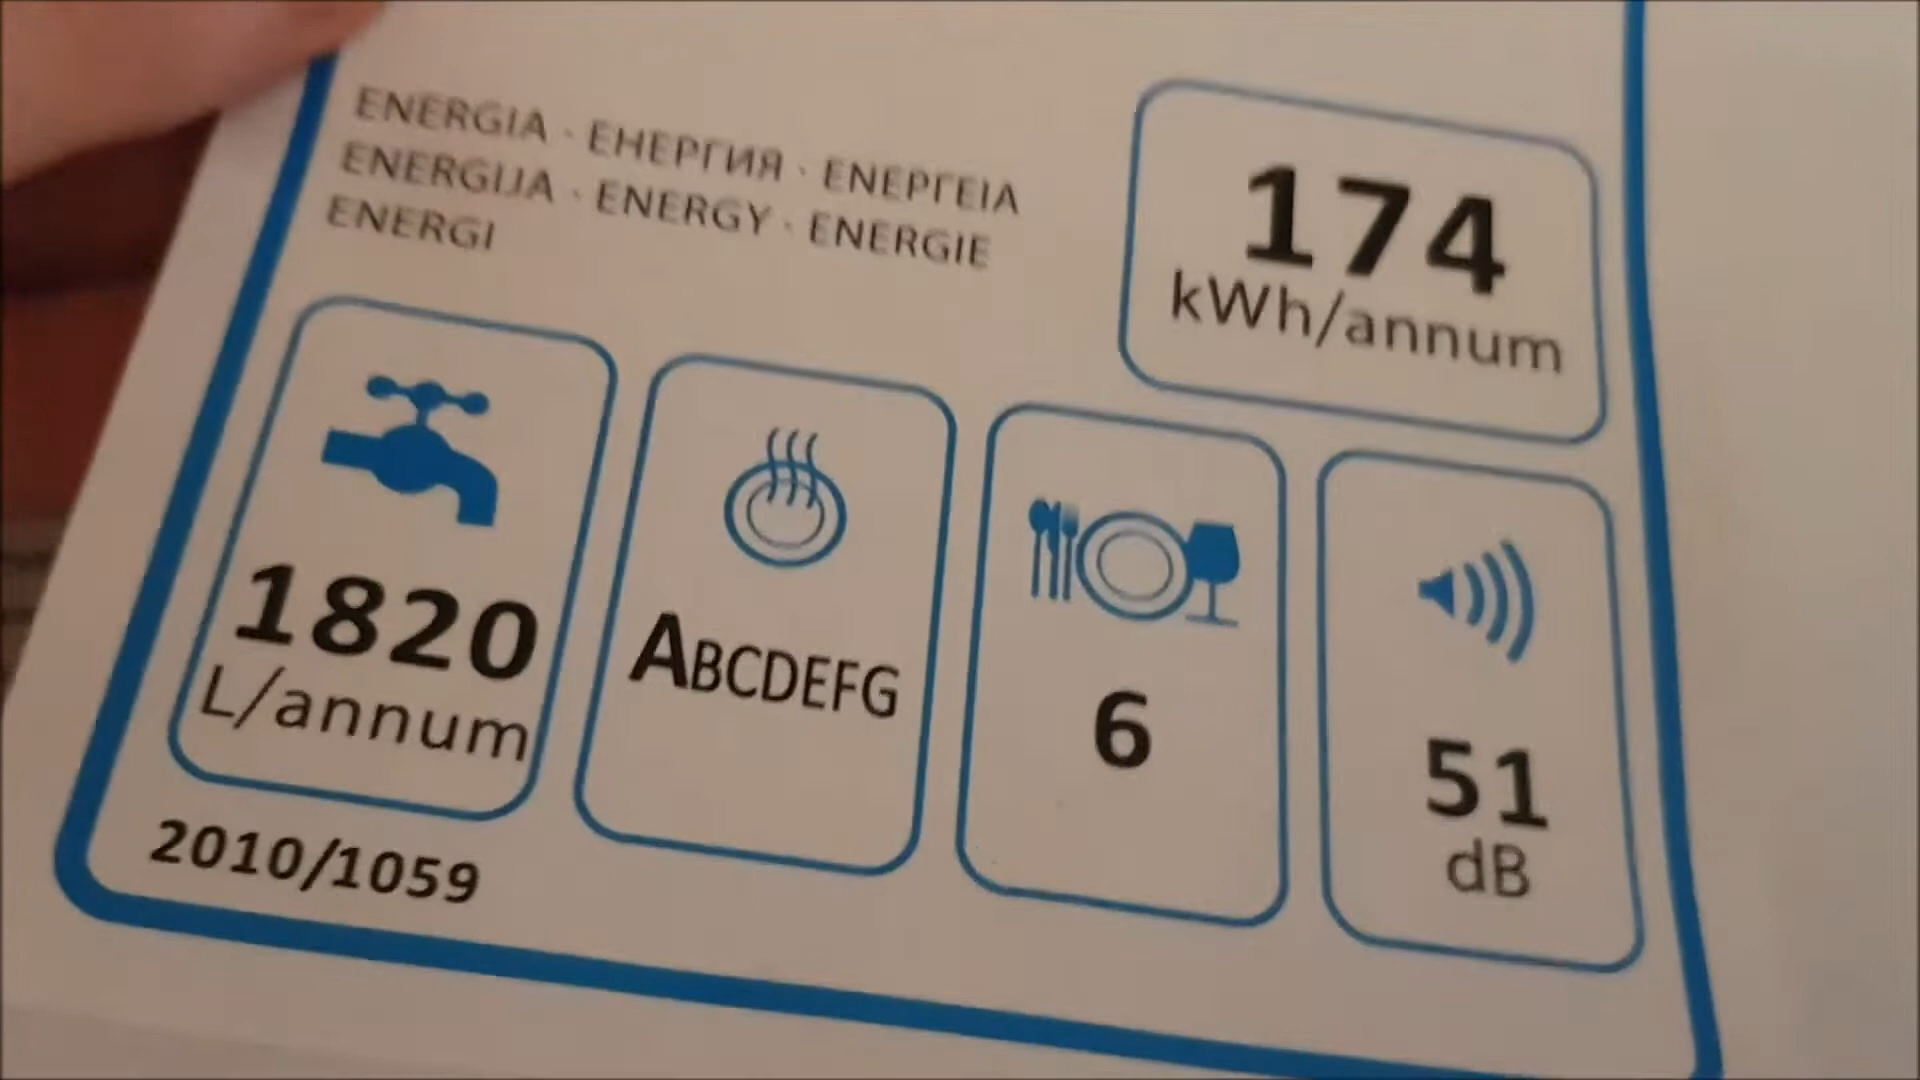 ENERGIA · ЕНЕРГИЯ · ΕΝΕΡΓΕΙΑ
ENERGIJA · ENERGY · ENERGIE
ENERGI
174
kWh/annum
1820
L/annum
ABCDEFG
6
51
dB
2010/1059